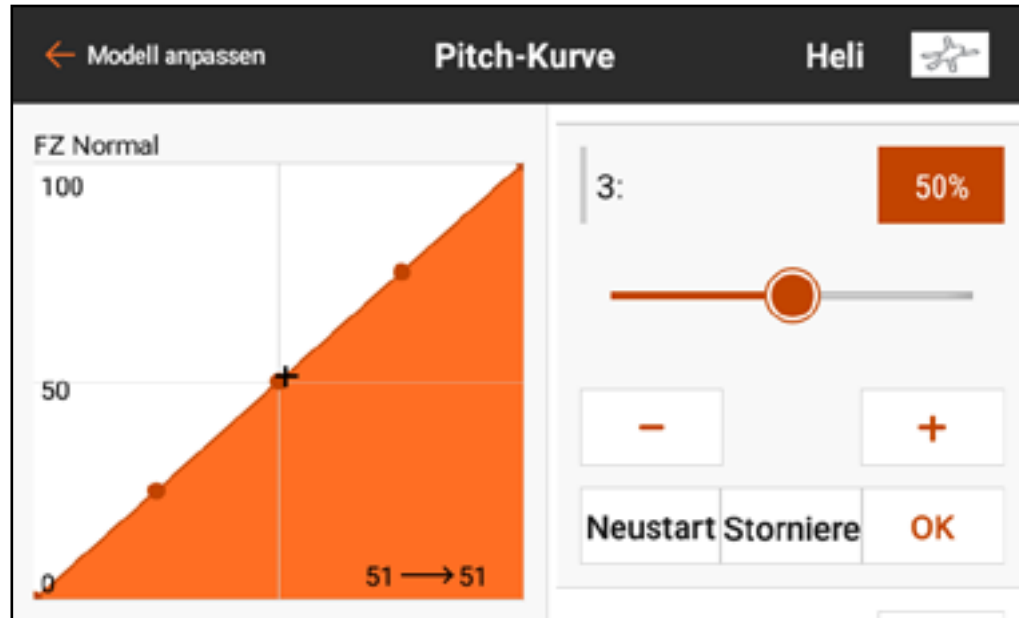 ← Modell anpassen Pitch-Kurve Heli
FZ Normal
100
50
0
51 → 51
3: 50%
− +
Neustart Storniere OK